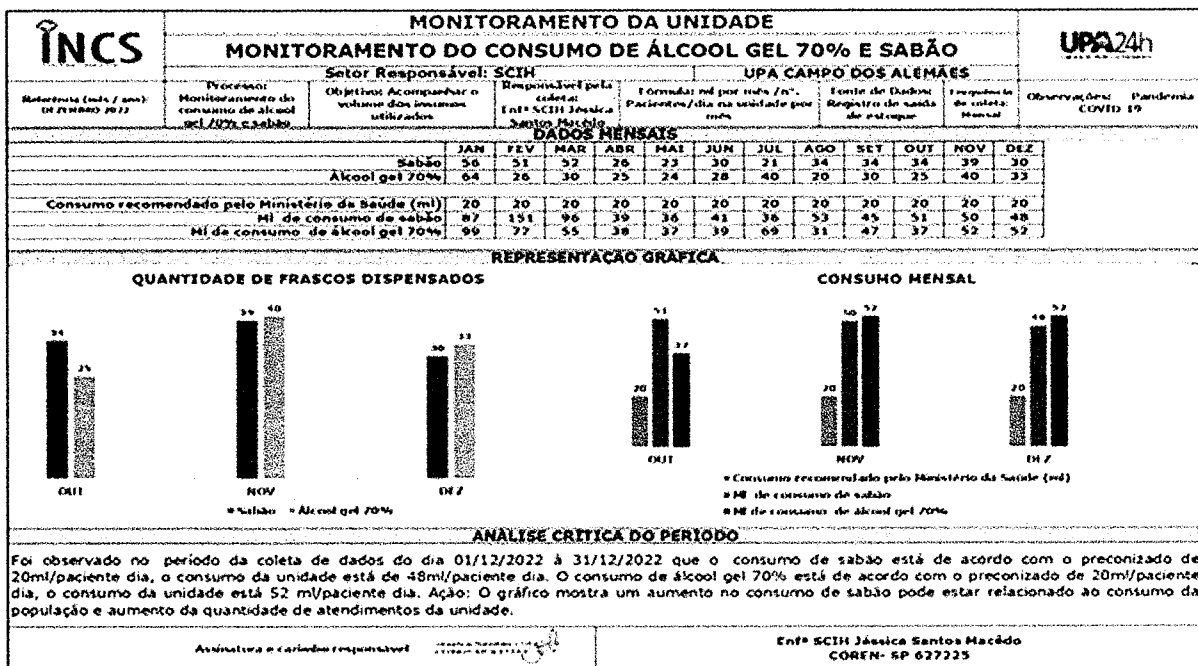 INCS
MONITORAMENTO DA UNIDADE
MONITORAMENTO DO CONSUMO DE ÁLCOOL GEL 70% E SABÃO
UPA24h
Setor Responsável: SCIH
UPA CAMPO DOS ALEMÃES
Referência (mês / ano): DEZEMBRO 2022
Processo: Monitoramento do consumo de álcool gel 70% e sabão
Objetivo: Acompanhar o volume dos insumos utilizados
Responsável pela coleta: Enfª SCIH Jéssica Santos Macêdo
Fórmula: ml por mês /nº. Pacientes/dia na unidade por mês
Fonte de Dados: Registro de saída de estoque
Frequência de coleta: Mensal
Observações: Pandemia COVID 19
DADOS MENSAIS
JAN FEV MAR ABR MAI JUN JUL AGO SET OUT NOV DEZ
Sabão 56 51 52 26 23 30 21 34 34 34 39 30
Álcool gel 70% 64 26 30 25 24 28 40 20 30 25 40 33
Consumo recomendado pelo Ministério da Saúde (ml) 20 20 20 20 20 20 20 20 20 20 20 20
Ml de consumo de sabão 87 151 96 39 36 41 36 53 45 51 50 48
Ml de consumo de álcool gel 70% 99 77 55 38 37 39 69 31 47 37 52 52
REPRESENTAÇÃO GRÁFICA
QUANTIDADE DE FRASCOS DISPENSADOS
34 25 39 40 30 33
OUT NOV DEZ
Sabão Álcool gel 70%
CONSUMO MENSAL
20 51 37 20 50 52 20 48 52
OUT NOV DEZ
Consumo recomendado pelo Ministério da Saúde (ml)
Ml de consumo de sabão
Ml de consumo de álcool gel 70%
ANÁLISE CRÍTICA DO PERÍODO
Foi observado no período da coleta de dados do dia 01/12/2022 à 31/12/2022 que o consumo de sabão está de acordo com o preconizado de
20ml/paciente dia, o consumo da unidade está de 48ml/paciente dia. O consumo de álcool gel 70% está de acordo com o preconizado de 20ml/paciente
dia, o consumo da unidade está 52 ml/paciente dia. Ação: O gráfico mostra um aumento no consumo de sabão pode estar relacionado ao consumo da
população e aumento da quantidade de atendimentos da unidade.
Assinatura e carimbo responsável
Enfª SCIH Jéssica Santos Macêdo
COREN- SP 627225